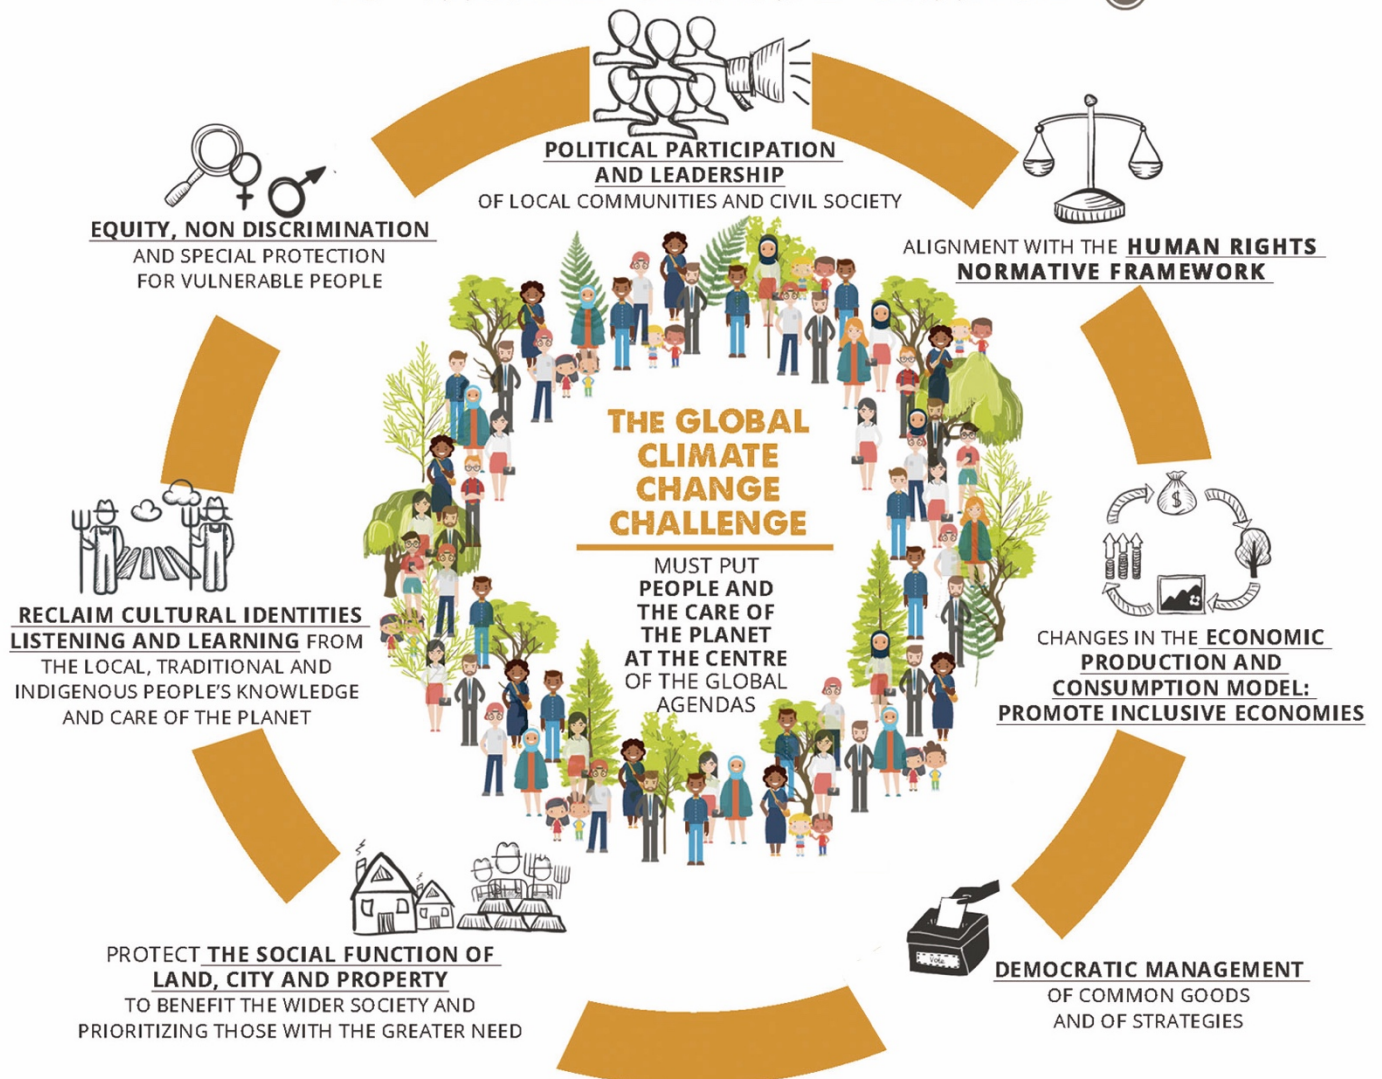 POLITICAL PARTICIPATION
AND LEADERSHIP
OF LOCAL COMMUNITIES AND CIVIL SOCIETY
EQUITY, NON DISCRIMINATION
AND SPECIAL PROTECTION
FOR VULNERABLE PEOPLE
ALIGNMENT WITH THE HUMAN RIGHTS
NORMATIVE FRAMEWORK
THE GLOBAL
CLIMATE
CHANGE
CHALLENGE
MUST PUT
PEOPLE AND
THE CARE OF
THE PLANET
AT THE CENTRE
OF THE GLOBAL
AGENDAS
$
RECLAIM CULTURAL IDENTITIES
LISTENING AND LEARNING FROM
THE LOCAL, TRADITIONAL AND
INDIGENOUS PEOPLE'S KNOWLEDGE
AND CARE OF THE PLANET
CHANGES IN THE ECONOMIC
PRODUCTION AND
CONSUMPTION MODEL:
PROMOTE INCLUSIVE ECONOMIES
PROTECT THE SOCIAL FUNCTION OF
LAND, CITY AND PROPERTY
TO BENEFIT THE WIDER SOCIETY AND
PRIORITIZING THOSE WITH THE GREATER NEED
DEMOCRATIC MANAGEMENT
OF COMMON GOODS
AND OF STRATEGIES